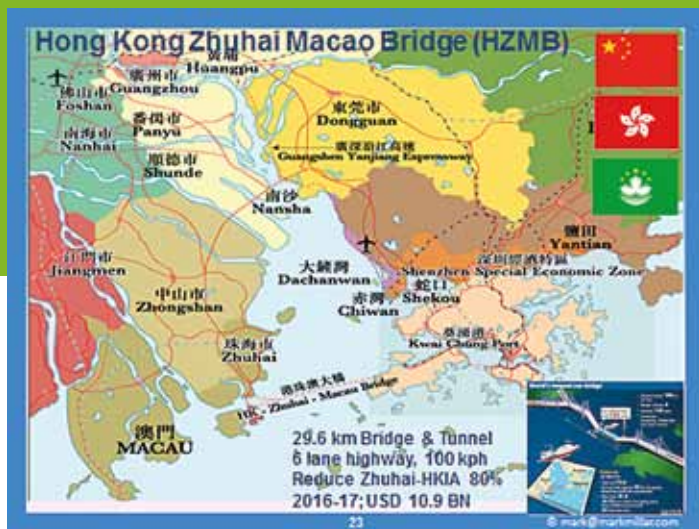 Hong Kong Zhuhai Macao Bridge (HZMB)
黃埔
Huangpu
廣州市
Guangzhou
佛山市
Foshan
番禺市
Panyu
東莞市
Dongguan
南海市
Nanhai
順德市
Shunde
廣深沿江高速
Guangshen Yanjiang Expressway
南沙
Nansha
鹽田
Yantian
江門市
Jiangmen
中山市
Zhongshan
大鏟灣
Dachanwan
深圳經濟特區
Shenzhen Special Economic Zone
蛇口
Shekou
赤灣
Chiwan
葵涌港
Kwai Chung Port
珠海市
Zhuhai
港珠澳大橋
HK - Zhuhai - Macau Bridge
澳門
MACAU
29.6 km Bridge & Tunnel
6 lane highway, 100 kph
Reduce Zhuhai-HKIA 80%
2016-17; USD 10.9 BN
23
© mark@markmillar.com